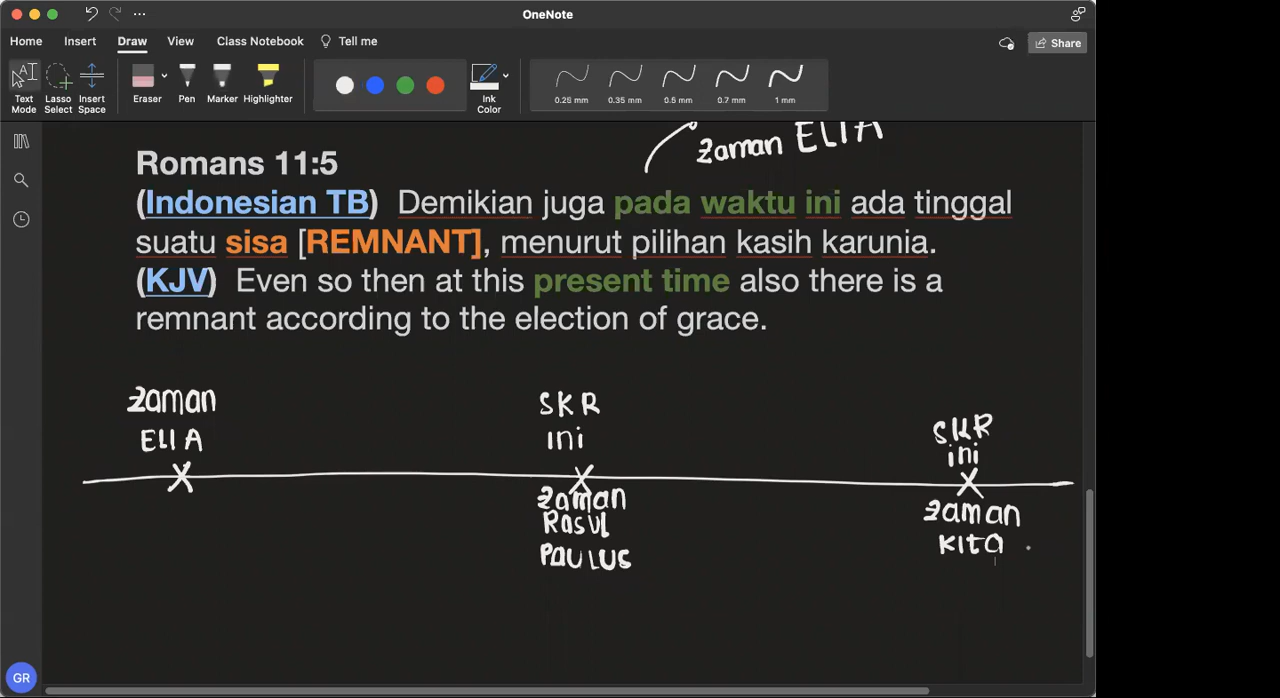 OneNote
Home Insert Draw View Class Notebook Tell me
Share
Text Mode
Lasso Select
Insert Space
Eraser
Pen
Marker
Highlighter
Ink Color
0.25 mm
0.35 mm
0.5 mm
0.7 mm
1 mm
zaman ELIA
Romans 11:5
(Indonesian TB) Demikian juga pada waktu ini ada tinggal
suatu sisa [REMNANT], menurut pilihan kasih karunia.
(KJV) Even so then at this present time also there is a
remnant according to the election of grace.
zaman
ELIA
SKR
ini
zaman
RASUL
PAULUS
SKR
ini
zaman
KITA
GR